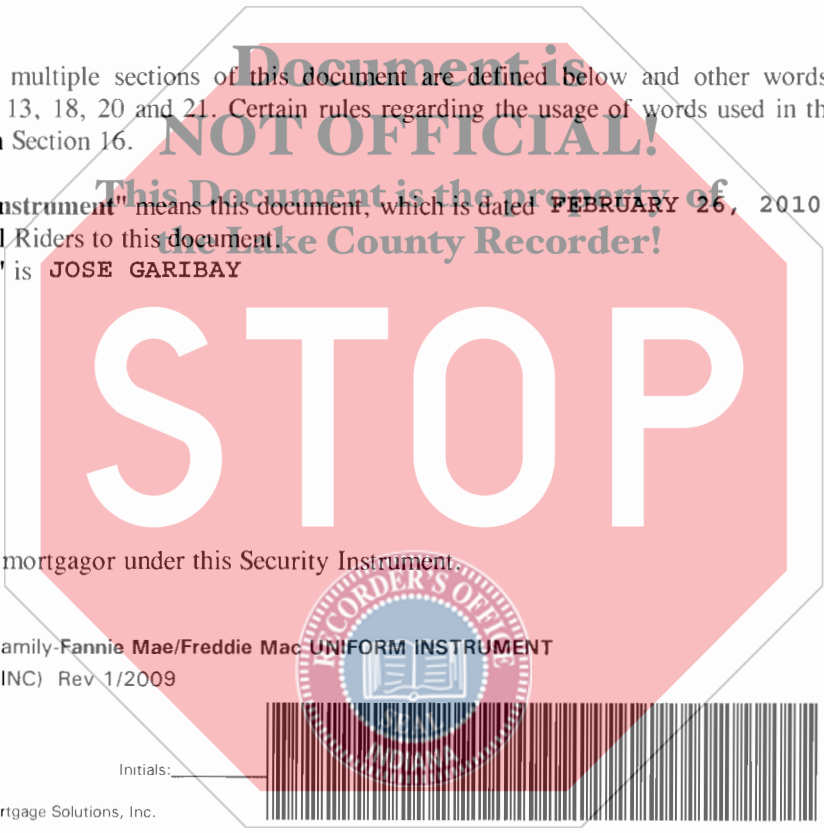 Document is
multiple sections of this document are defined below and other words
13, 18, 20 and 21. Certain rules regarding the usage of words used in th
NOT OFFICIAL!
Section 16.
This Document is the property of
nstrument" means this document, which is dated FEBRUARY 26, 2010
Riders to this document.
the Lake County Recorder!
" is JOSE GARIBAY
STOP
mortgagor under this Security Instrument.
RECORDER'S OFFICE
amily-Fannie Mae/Freddie Mac UNIFORM INSTRUMENT
INC) Rev 1/2009
SEAL
INDIANA
Initials:
rtgage Solutions, Inc.